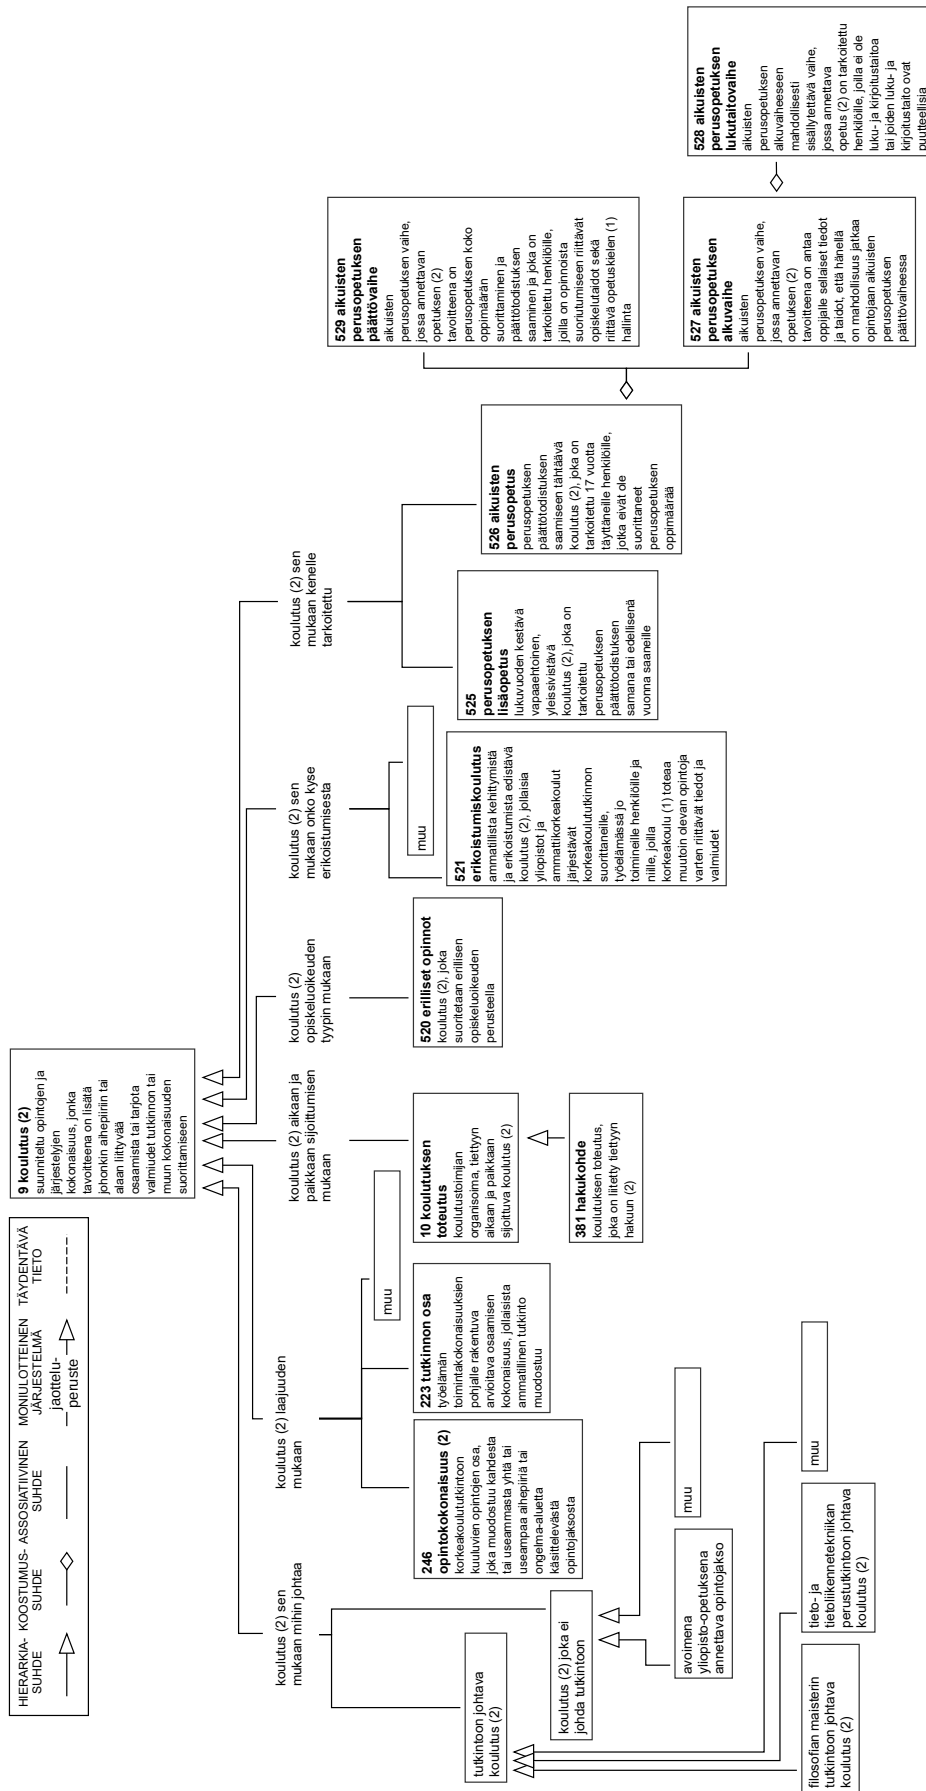 HIERARKIA-
SUHDE
KOOSTUMUS-
SUHDE
ASSOSIATIIVINEN
SUHDE
MONIULOTTEINEN
JÄRJESTELMÄ
jaottelu-
peruste
TÄYDENTÄVÄ
TIETO
9 koulutus (2)
suunniteltu opintojen ja
järjestelyjen
kokonaisuus, jonka
tavoitteena on lisätä
johonkin aihepiiriin tai
alaan liittyvää
osaamista tai tarjota
valmiudet tutkinnon tai
muun kokonaisuuden
suorittamiseen
koulutus (2) sen
mukaan mihin johtaa
tutkintoon johtava
koulutus (2)
filosofian maisterin
tutkintoon johtava
koulutus (2)
tieto- ja
tietoliikennetekniikan
perustutkintoon johtava
koulutus (2)
muu
koulutus (2) joka ei
johda tutkintoon
avoimena
yliopisto-opetuksena
annettava opintojakso
muu
koulutus (2) laajuuden
mukaan
246
opintokokonaisuus (2)
korkeakoulututkintoon
kuuluvien opintojen osa,
joka muodostuu kahdesta
tai useammasta yhtä tai
useampaa aihepiiriä tai
ongelma-aluetta
käsittelevästä
opintojaksosta
223 tutkinnon osa
työelämän
toimintakokonaisuuksien
pohjalle rakentuva
arvioitava osaamisen
kokonaisuus, jollaisista
ammatillinen tutkinto
muodostuu
muu
koulutus (2) aikaan ja
paikkaan sijoittumisen
mukaan
10 koulutuksen
toteutus
koulutustoimijan
organisoima, tiettyyn
aikaan ja paikkaan
sijoittuva koulutus (2)
381 hakukohde
koulutuksen toteutus,
joka on liitetty tiettyyn
hakuun (2)
koulutus (2)
opiskeluoikeuden
tyypin mukaan
520 erilliset opinnot
koulutus (2), joka
suoritetaan erillisen
opiskeluoikeuden
perusteella
koulutus (2) sen
mukaan onko kyse
erikoistumisesta
521
erikoistumiskoulutus
ammatillista kehittymistä
ja erikoistumista edistävä
koulutus (2), jollaisia
yliopistot ja
ammattikorkeakoulut
järjestävät
korkeakoulututkinnon
suorittaneille,
työelämässä jo
toimineille henkilöille ja
niille, joilla
korkeakoulu (1) toteaa
muutoin olevan opintoja
varten riittävät tiedot ja
valmiudet
muu
koulutus (2) sen
mukaan kenelle
tarkoitettu
525
perusopetuksen
lisäopetus
lukuvuoden kestävä
vapaaehtoinen,
yleissivistävä
koulutus (2), joka on
tarkoitettu
perusopetuksen
päättötodistuksen
samana tai edellisenä
vuonna saaneille
526 aikuisten
perusopetus
perusopetuksen
päättötodistuksen
saamiseen tähtäävä
koulutus (2), joka on
tarkoitettu 17 vuotta
täyttäneille henkilöille,
jotka eivät ole
suorittaneet
perusopetuksen
oppimäärää
529 aikuisten
perusopetuksen
päättövaihe
aikuisten
perusopetuksen vaihe,
jossa annettavan
opetuksen (2)
tavoitteena on
perusopetuksen koko
oppimäärän
suorittaminen ja
päättötodistuksen
saaminen ja joka on
tarkoitettu henkilöille,
joilla on opinnoista
suoriutumiseen riittävät
opiskelutaidot sekä
riittävä opetuskielen (1)
hallinta
527 aikuisten
perusopetuksen
alkuvaihe
aikuisten
perusopetuksen vaihe,
jossa annettavan
opetuksen (2)
tavoitteena on antaa
oppijalle sellaiset tiedot
ja taidot, että hänellä
on mahdollisuus jatkaa
opintojaan aikuisten
perusopetuksen
päättövaiheessa
528 aikuisten
perusopetuksen
lukutaitovaihe
aikuisten
perusopetuksen
alkuvaiheeseen
mahdollisesti
sisällytettävä vaihe,
jossa annettava
opetus (2) on tarkoitettu
henkilöille, joilla ei ole
luku- ja kirjoitustaitoa
tai joiden luku- ja
kirjoitustaito ovat
puutteellisia